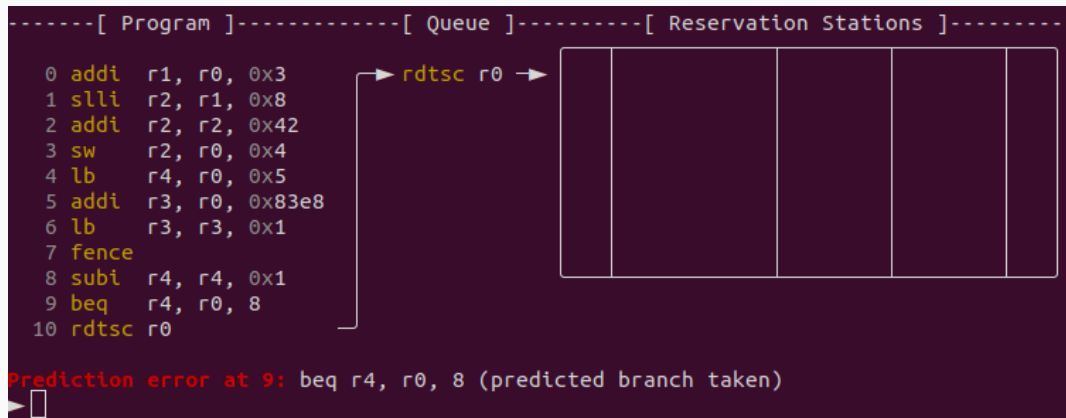 -------[ Program ]-------------[ Queue ]----------[ Reservation Stations ]---------
0 addi r1, r0, 0x3
rdtsc r0
1 slli r2, r1, 0x8
2 addi r2, r2, 0x42
3 sw r2, r0, 0x4
4 lb r4, r0, 0x5
5 addi r3, r0, 0x83e8
6 lb r3, r3, 0x1
7 fence
8 subi r4, r4, 0x1
9 beq r4, r0, 8
10 rdtsc r0
Prediction error at 9: beq r4, r0, 8 (predicted branch taken)